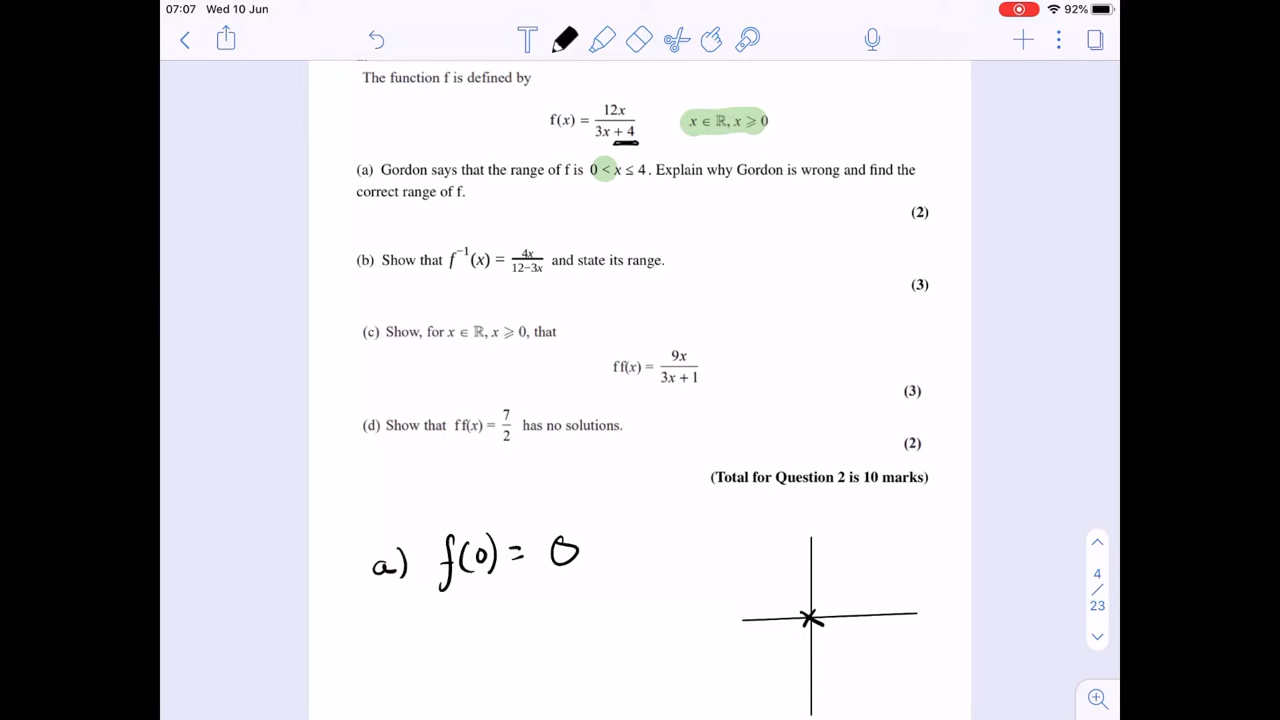 07:07 Wed 10 Jun
92%
The function f is defined by
f(x) = 12x / 3x + 4    x ∈ ℝ, x ⩾ 0
(a) Gordon says that the range of f is 0 < x ≤ 4. Explain why Gordon is wrong and find the
correct range of f.
(2)
(b) Show that f⁻¹(x) = 4x / 12−3x and state its range.
(3)
(c) Show, for x ∈ ℝ, x ⩾ 0, that
f f(x) = 9x / 3x + 1
(3)
(d) Show that f f(x) = 7 / 2 has no solutions.
(2)
(Total for Question 2 is 10 marks)
a) f(0) = 0
4
/
23